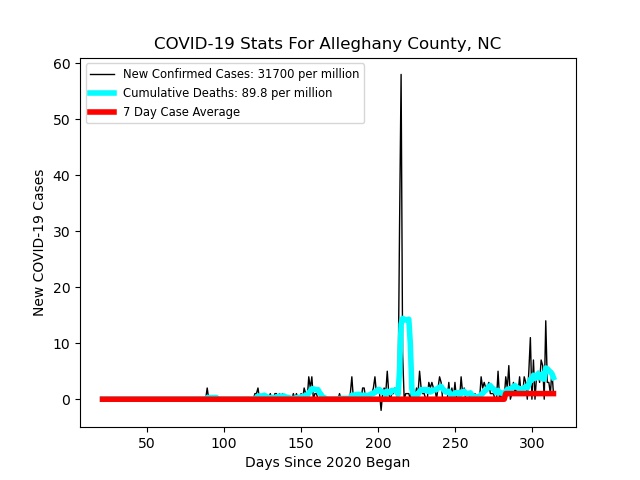 COVID-19 Stats For Alleghany County, NC
New Confirmed Cases: 31700 per million
Cumulative Deaths: 89.8 per million
7 Day Case Average
60
50
40
30
20
10
0
New COVID-19 Cases
50 100 150 200 250 300
Days Since 2020 Began